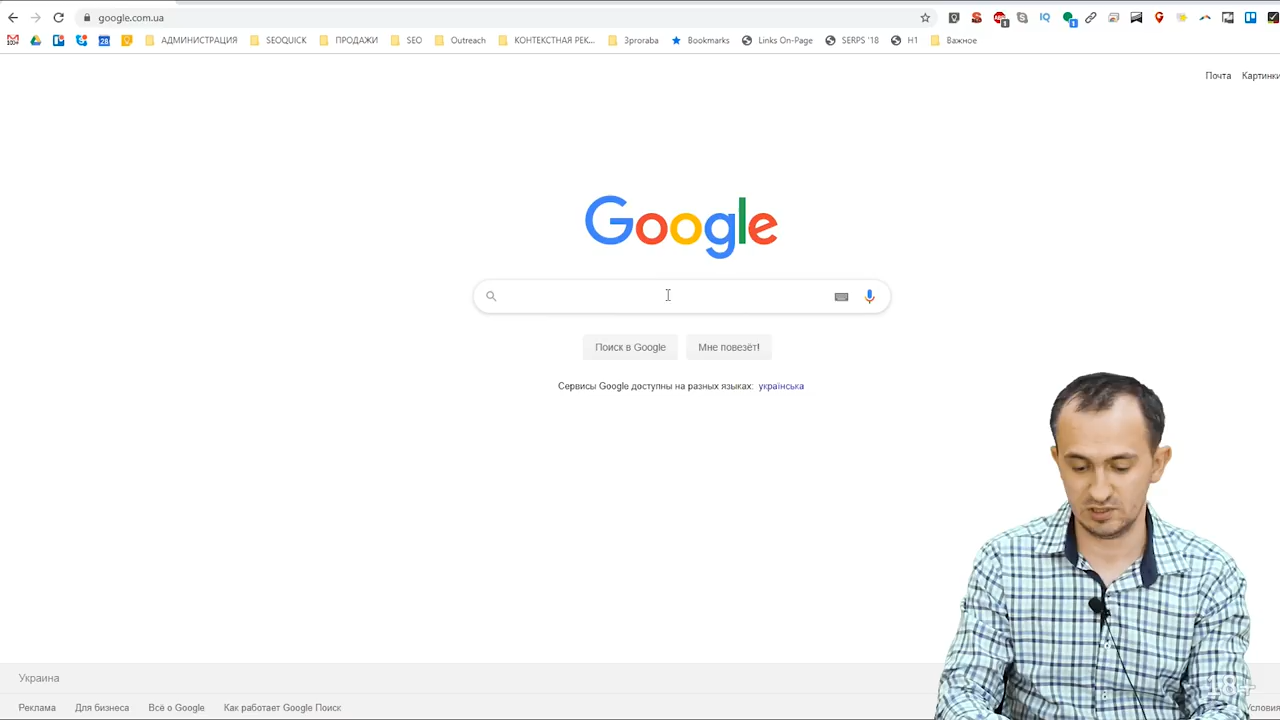 google.com.ua
АДМИНИСТРАЦИЯ SEOQUICK ПРОДАЖИ SEO Outreach КОНТЕКСТНАЯ РЕК... 3proraba Bookmarks Links On-Page SERPS '18 H1 Важное
Почта Картинки
Google
Поиск в Google Мне повезёт!
Сервисы Google доступны на разных языках: українська
Украина
Реклама Для бизнеса Всё о Google Как работает Google Поиск Условия
18+